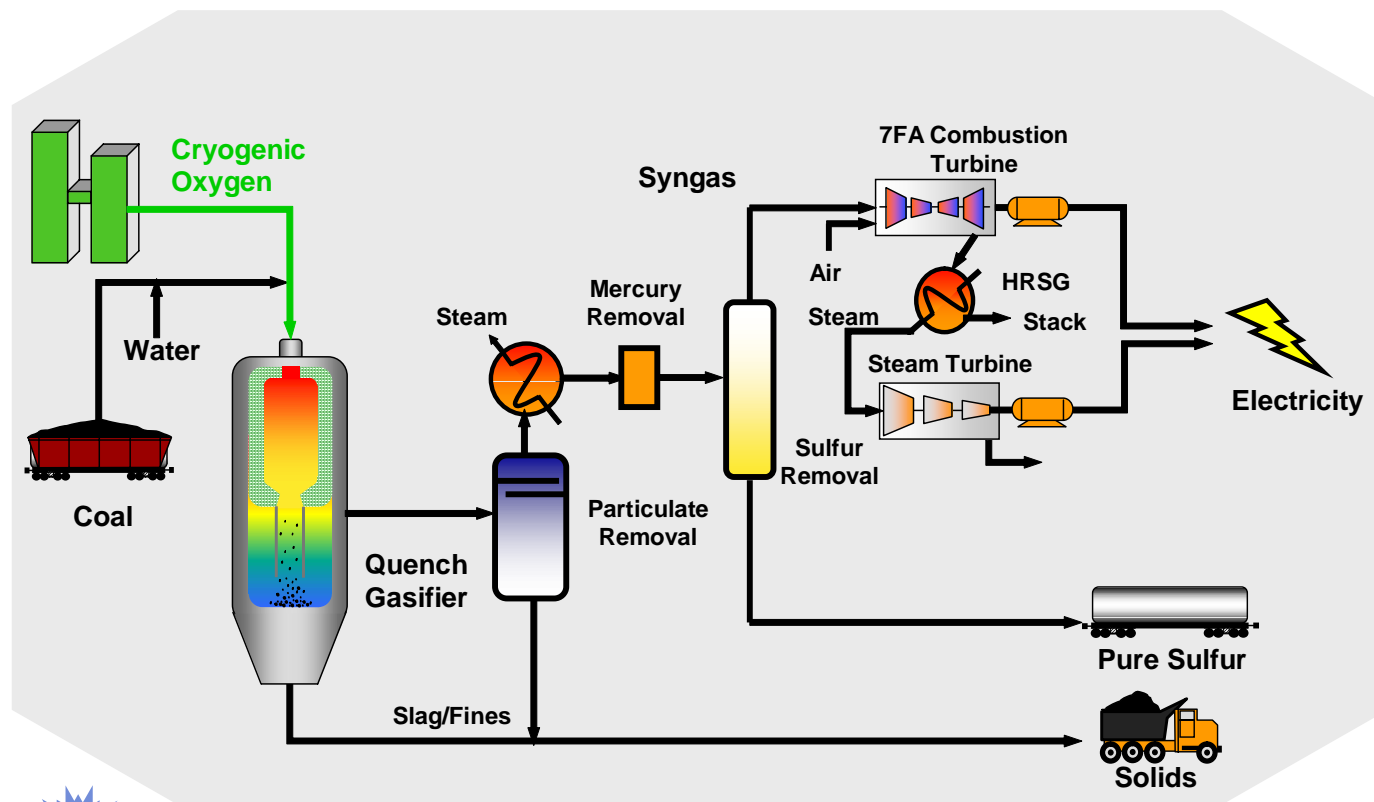 7FA Combustion
Turbine
Cryogenic
Oxygen
Syngas
Air
HRSG
Mercury
Removal
Steam
Steam
Stack
Water
Steam Turbine
Electricity
Sulfur
Removal
Coal
Particulate
Removal
Quench
Gasifier
Pure Sulfur
Slag/Fines
Solids